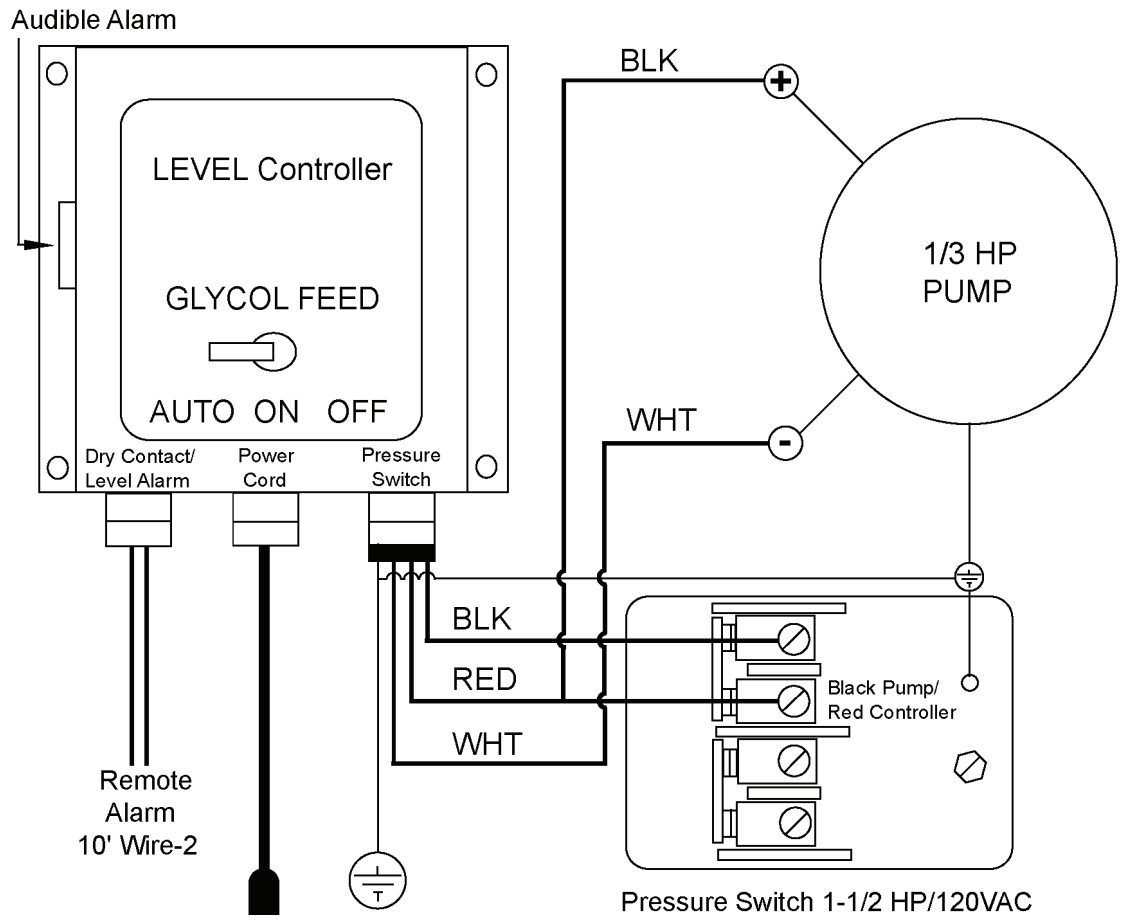 Audible Alarm
LEVEL Controller
GLYCOL FEED
AUTO ON OFF
Dry Contact/
Level Alarm
Power
Cord
Pressure
Switch
Remote
Alarm
10' Wire-2
BLK
+
1/3 HP
PUMP
WHT
-
BLK
RED
WHT
Black Pump/
Red Controller
Pressure Switch 1-1/2 HP/120VAC